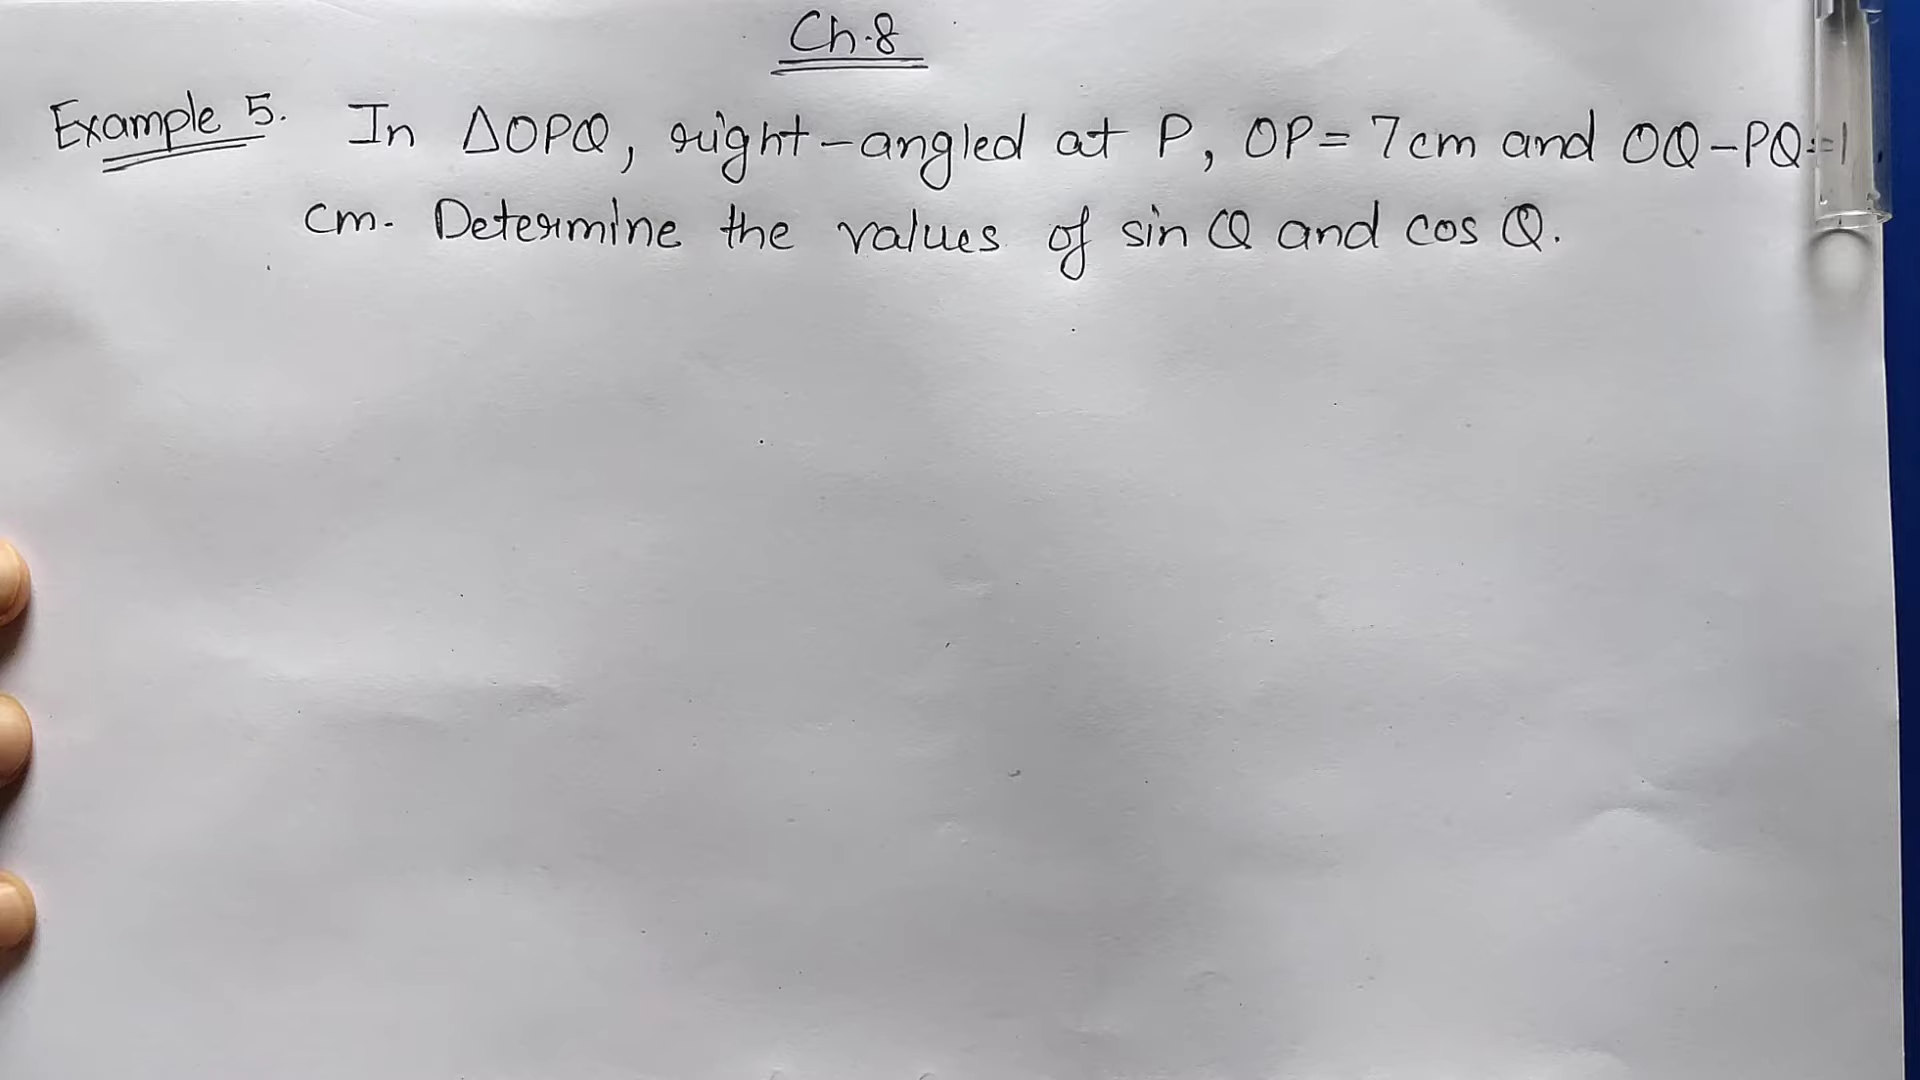 Ch.8
Example 5. In ΔOPQ, right-angled at P, OP = 7cm and OQ-PQ=1
cm. Determine the values of sin Q and cos Q.